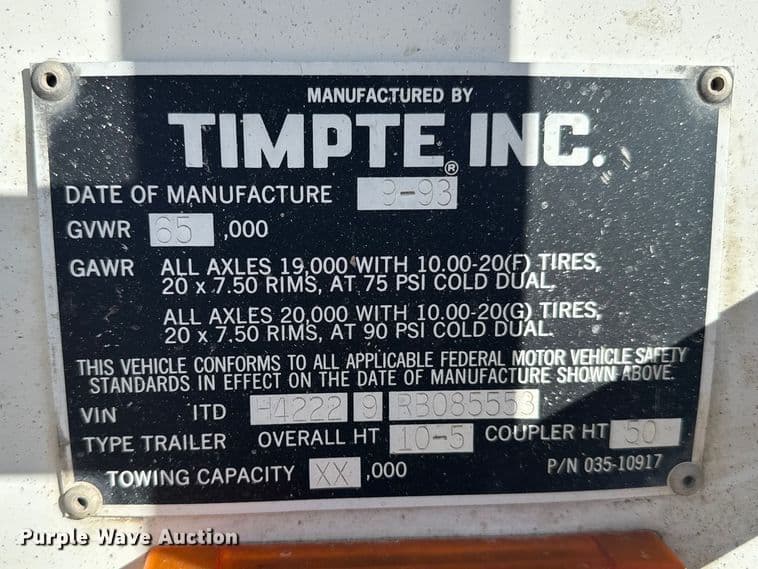 MANUFACTURED BY
TIMPTE® INC.
DATE OF MANUFACTURE 9-93
GVWR 65 ,000
GAWR ALL AXLES 19,000 WITH 10.00-20(F) TIRES,
20 x 7.50 RIMS, AT 75 PSI COLD DUAL.
ALL AXLES 20,000 WITH 10.00-20(G) TIRES,
20 x 7.50 RIMS, AT 90 PSI COLD DUAL.
THIS VEHICLE CONFORMS TO ALL APPLICABLE FEDERAL MOTOR VEHICLE SAFETY
STANDARDS IN EFFECT ON THE DATE OF MANUFACTURE SHOWN ABOVE.
VIN 1TD H4222 9 RB085553
TYPE TRAILER OVERALL HT 10-5 COUPLER HT 50
TOWING CAPACITY XX ,000 P/N 035-10917
Purple Wave Auction